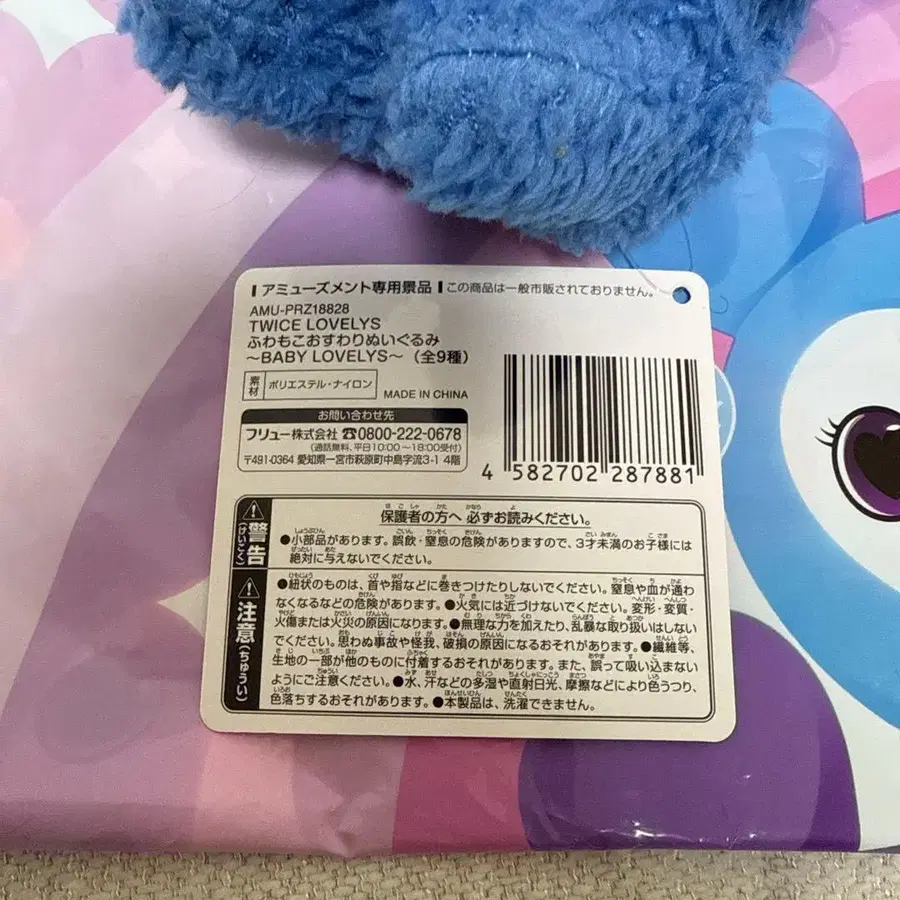 アミューズメント専用景品 この商品は一般市販されておりません。
AMU-PRZ18828
TWICE LOVELYS
ふわもこおすわりぬいぐるみ
～BABY LOVELYS～（全9種）
素材 ポリエステル・ナイロン
MADE IN CHINA
お問い合わせ先
フリュー株式会社 ☎0800-222-0678
(通話無料、平日10:00～18:00受付)
〒491-0364 愛知県一宮市萩原町中島字流3-1 4階
4 582702 287881
警告(けいこく)
保護者の方へ 必ずお読みください。
●小部品があります。誤飲・窒息の危険がありますので、3才未満のお子様には
絶対に与えないでください。
注意(ちゅうい)
●紐状のものは、首や指などに巻きつけたりしないでください。窒息や血が通わ
なくなるなどの危険があります。●火気には近づけないでください。変形・変質・
火傷または火災の原因になります。●無理な力を加えたり、乱暴な取り扱いはしない
でください。思わぬ事故や怪我、破損の原因になるおそれがあります。●繊維等、
生地の一部が他のものに付着するおそれがあります。また、誤って吸い込まない
ようにご注意ください。●水、汗などの多湿や直射日光、摩擦などにより色うつり、
色落ちするおそれがあります。●本製品は、洗濯できません。